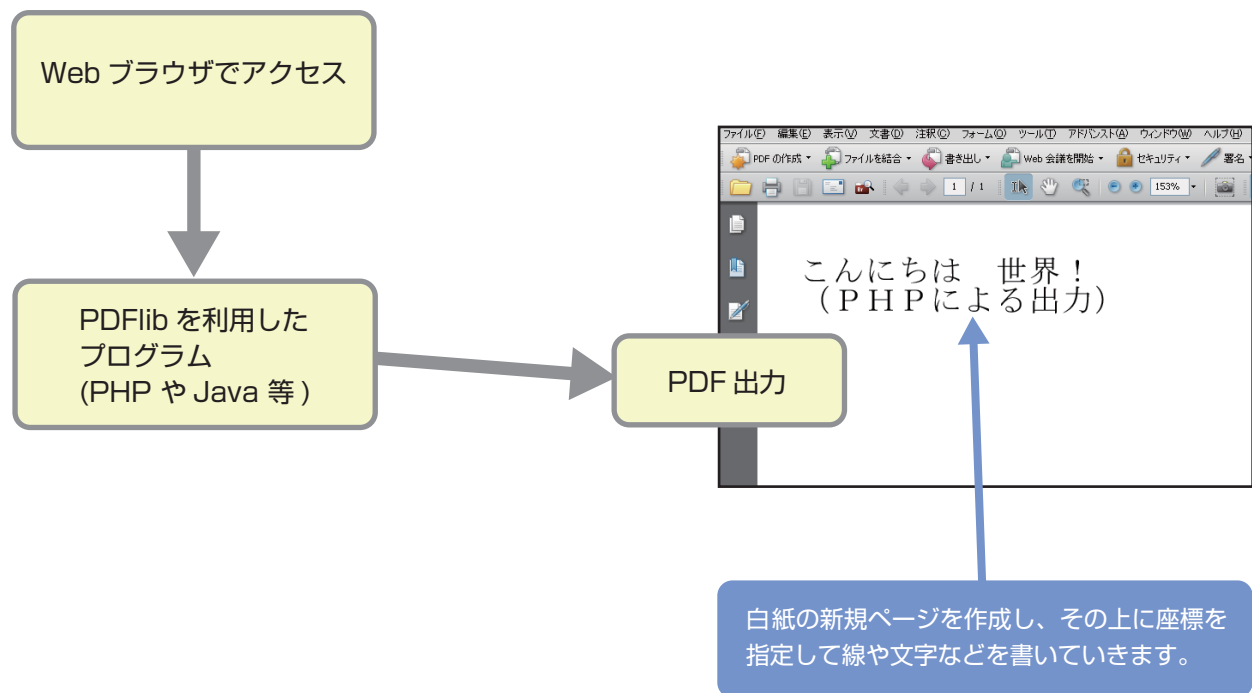 Web ブラウザでアクセス
ファイル(F) 編集(E) 表示(V) 文書(D) 注釈(C) フォーム(O) ツール(T) アドバンスト(A) ウィンドウ(W) ヘルプ(H)
PDF の作成 ファイルを結合 書き出し Web 会議を開始 セキュリティ 署名
1 / 1 153%
こんにちは 世界!
(PHPによる出力)
PDFlib を利用した
プログラム
(PHP や Java 等 )
PDF 出力
白紙の新規ページを作成し、その上に座標を
指定して線や文字などを書いていきます。